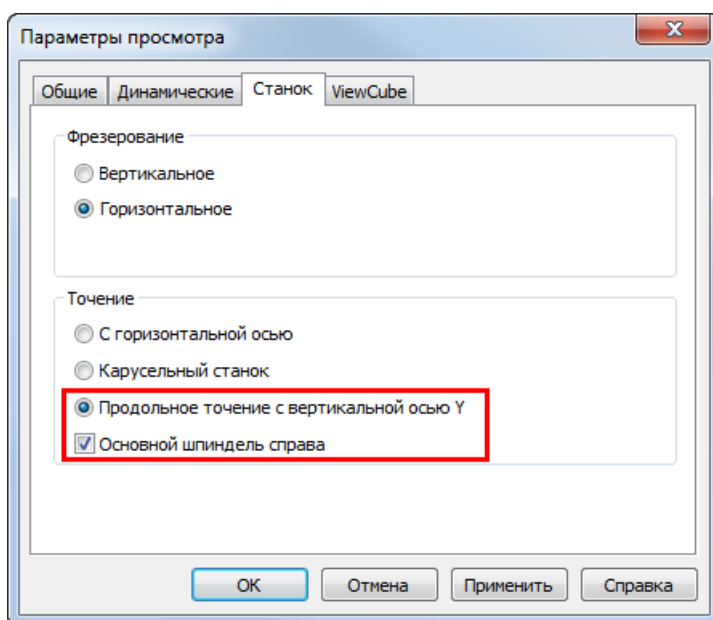 Параметры просмотра
Общие Динамические Станок ViewCube
Фрезерование
Вертикальное
Горизонтальное
Точение
С горизонтальной осью
Карусельный станок
Продольное точение с вертикальной осью Y
Основной шпиндель справа
OK Отмена Применить Справка